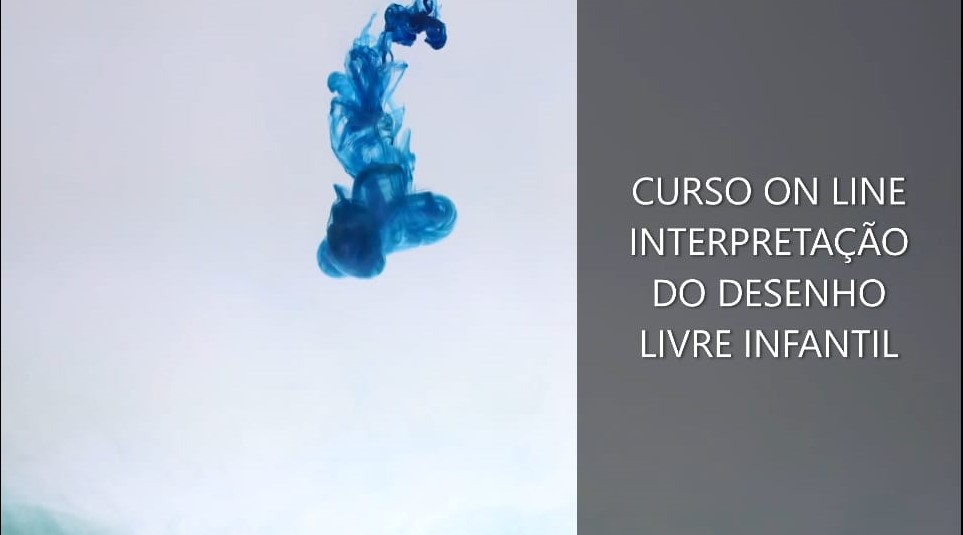 CURSO ON LINE
INTERPRETAÇÃO
DO DESENHO
LIVRE INFANTIL